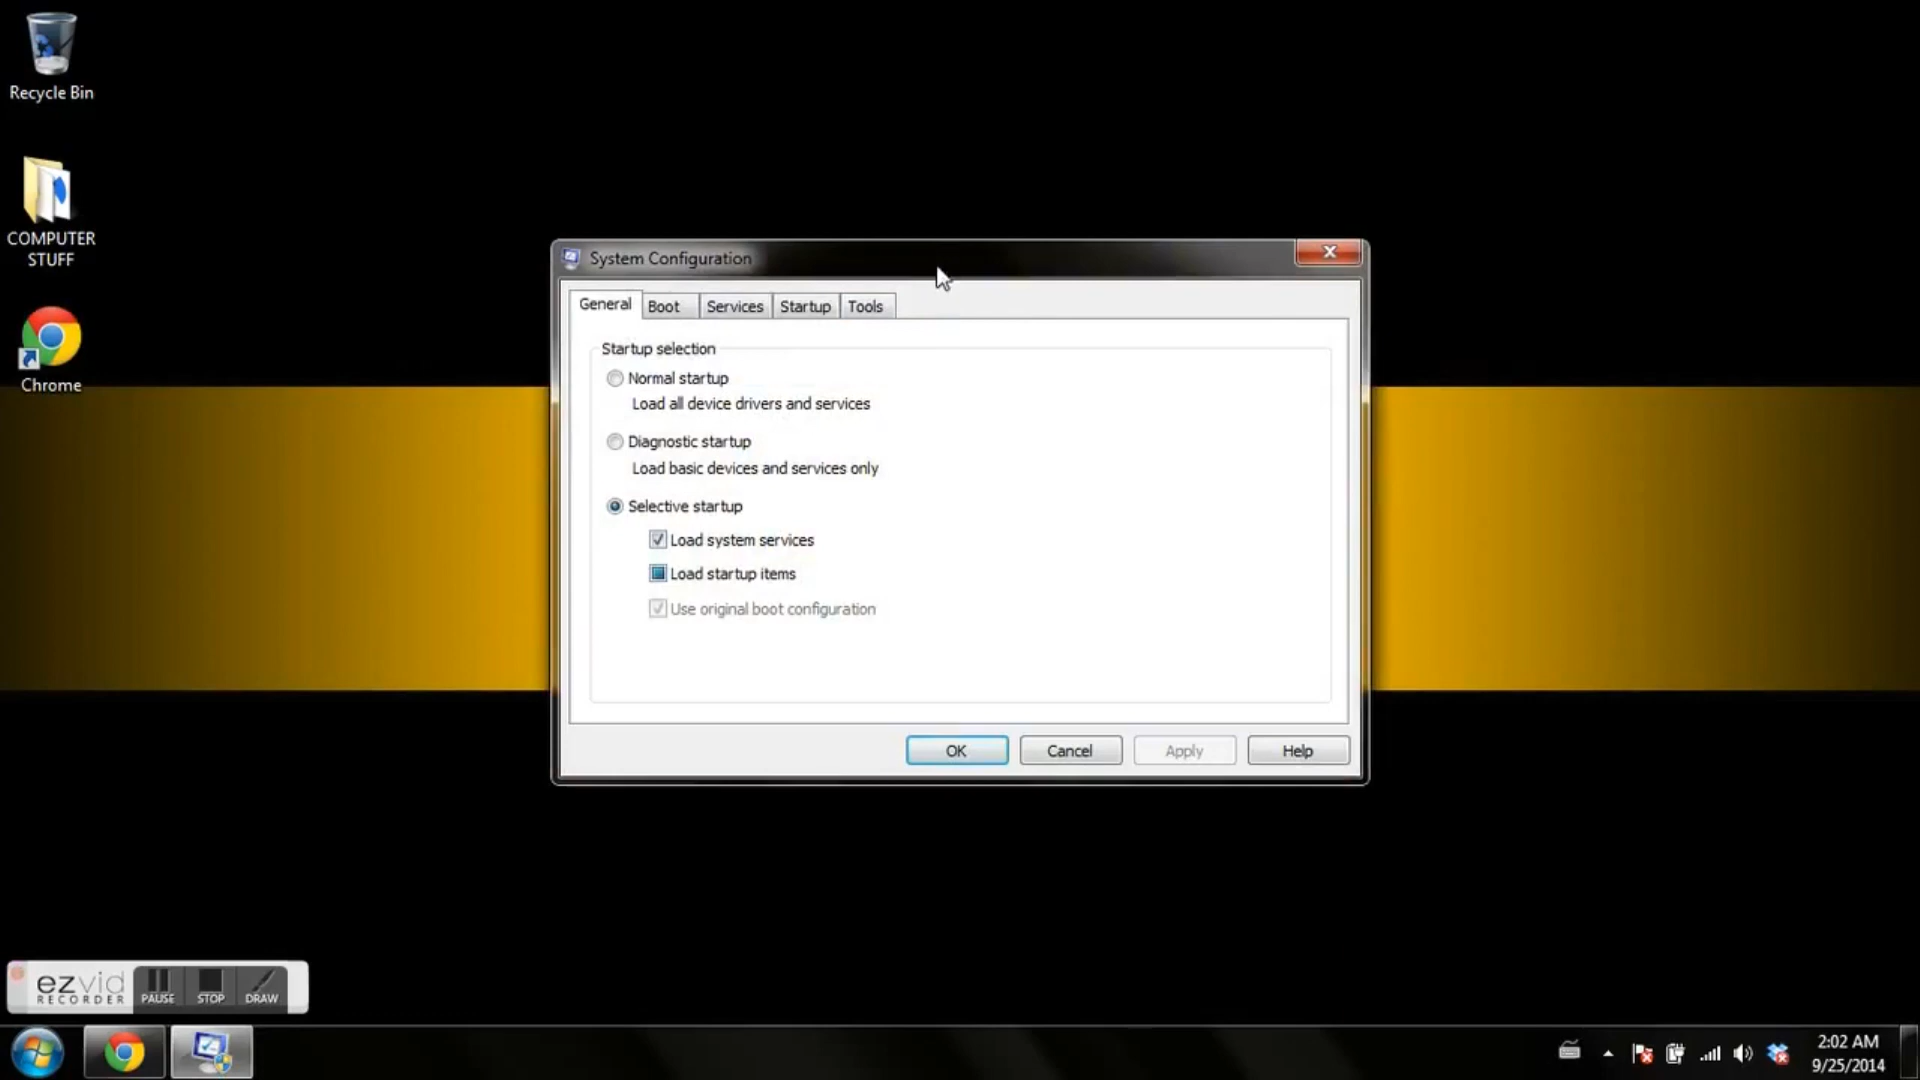 Recycle Bin
COMPUTER
STUFF
Chrome
System Configuration
General
Boot
Services
Startup
Tools
Startup selection
Normal startup
Load all device drivers and services
Diagnostic startup
Load basic devices and services only
Selective startup
Load system services
Load startup items
Use original boot configuration
OK
Cancel
Apply
Help
ezvid
RECORDER
PAUSE
STOP
DRAW
2:02 AM
9/25/2014